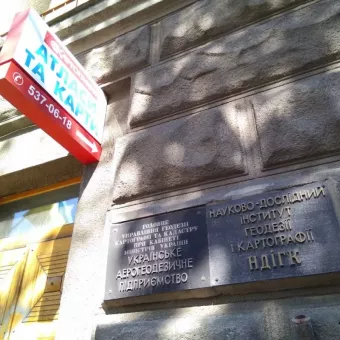 АТЛАСИ
ТА КАРТИ
537-06-18
ГОЛОВНЕ
УПРАВЛІННЯ ГЕОДЕЗІЇ
КАРТОГРАФІЇ ТА КАДАСТРУ
ПРИ КАБІНЕТІ
МІНІСТРІВ УКРАЇНИ
УКРАЇНСЬКЕ
АЕРОГЕОДЕЗИЧНЕ
ПІДПРИЄМСТВО
НАУКОВО-ДОСЛІДНИЙ
ІНСТИТУТ
ГЕОДЕЗІЇ
І КАРТОГРАФІЇ
НДІГК